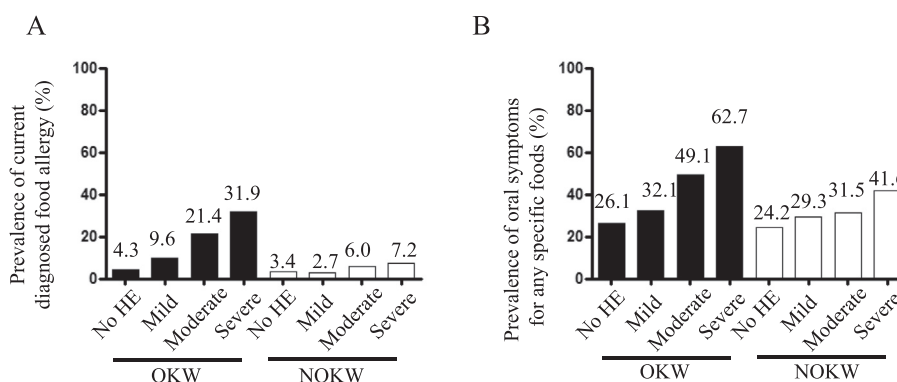 A
Prevalence of current
diagnosed food allergy (%)
100
80
60
40
20
0
4.3
9.6
21.4
31.9
3.4
2.7
6.0
7.2
No HE
Mild
Moderate
Severe
No HE
Mild
Moderate
Severe
OKW
NOKW
B
Prevalence of oral symptoms
for any specific foods (%)
100
80
60
40
20
0
26.1
32.1
49.1
62.7
24.2
29.3
31.5
41.6
No HE
Mild
Moderate
Severe
No HE
Mild
Moderate
Severe
OKW
NOKW